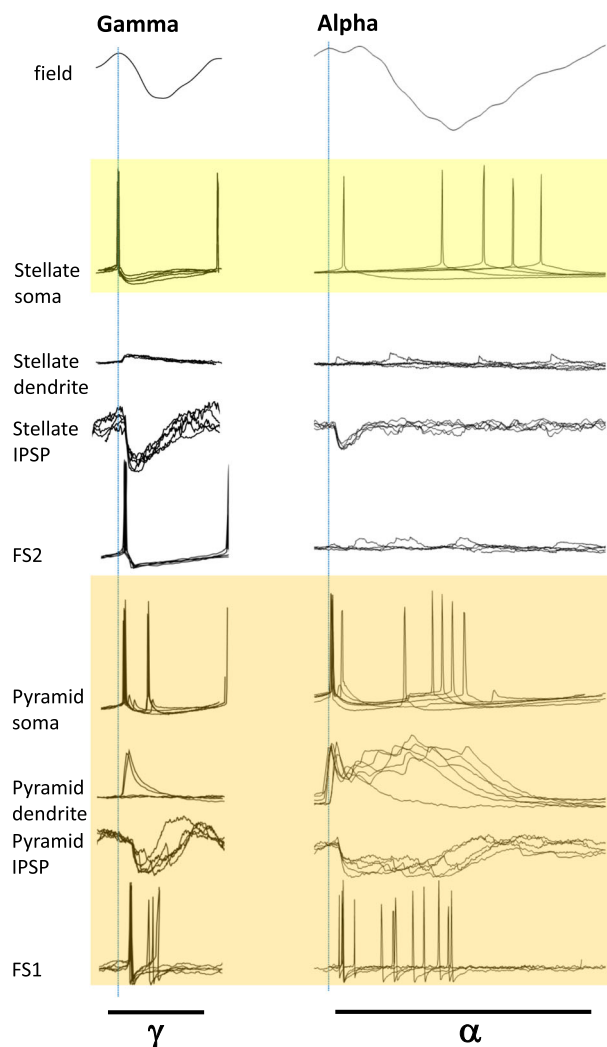 Gamma
Alpha
field
Stellate
soma
Stellate
dendrite
Stellate
IPSP
FS2
Pyramid
soma
Pyramid
dendrite
Pyramid
IPSP
FS1
γ
α